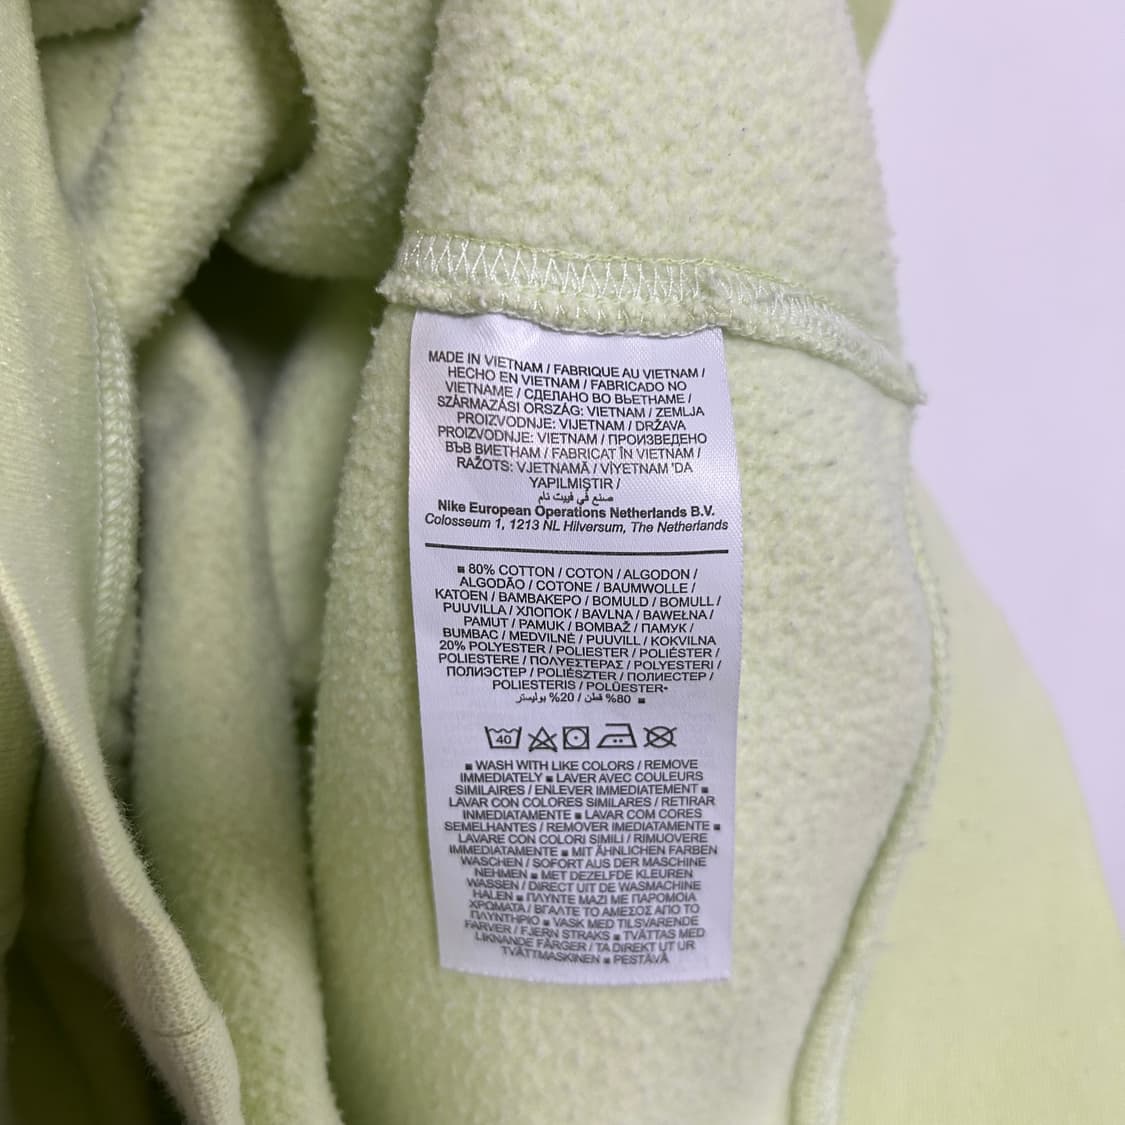 MADE IN VIETNAM / FABRIQUE AU VIETNAM /
HECHO EN VIETNAM / FABRICADO NO
VIETNAME / СДЕЛАНО ВО ВЬЕТНАМЕ /
SZÁRMAZÁSI ORSZÁG: VIETNAM / ZEMLJA
PROIZVODNJE: VIJETNAM / DRŽAVA
PROIZVODNJE: VIETNAM / ПРОИЗВЕДЕНО
ВЪВ ВИЕТНАМ / FABRICAT ÎN VIETNAM /
RAŽOTS: VJETNAMĀ / VİYETNAM 'DA
YAPILMIŞTIR /
صنع في فييت نام
Nike European Operations Netherlands B.V.
Colosseum 1, 1213 NL Hilversum, The Netherlands
■ 80% COTTON / COTON / ALGODON /
ALGODÃO / COTONE / BAUMWOLLE /
KATOEN / ΒΑΜΒΑΚΕΡΟ / BOMULD / BOMULL /
PUUVILLA / ХЛОПОК / BAVLNA / BAWEŁNA /
PAMUT / PAMUK / BOMBAŽ / ПАМУК /
BUMBAC / MEDVILNĖ / PUUVILL / KOKVILNA
20% POLYESTER / POLIESTER / POLIÉSTER /
POLIESTERE / ΠΟΛΥΕΣΤΕΡΑΣ / POLYESTERI /
ПОЛИЭСТЕР / POLIÉSZTER / ПОЛИЕСТЕР /
POLIESTERIS / POLÜESTER•
80% قطن / 20% بوليستر ■
40
■ WASH WITH LIKE COLORS / REMOVE
IMMEDIATELY ■ LAVER AVEC COULEURS
SIMILAIRES / ENLEVER IMMEDIATEMENT ■
LAVAR CON COLORES SIMILARES / RETIRAR
INMEDIATAMENTE ■ LAVAR COM CORES
SEMELHANTES / REMOVER IMEDIATAMENTE ■
LAVARE CON COLORI SIMILI / RIMUOVERE
IMMEDIATAMENTE ■ MIT ÄHNLICHEN FARBEN
WASCHEN / SOFORT AUS DER MASCHINE
NEHMEN ■ MET DEZELFDE KLEUREN
WASSEN / DIRECT UIT DE WASMACHINE
HALEN ■ ΠΛΥΝΤΕ ΜΑΖΙ ΜΕ ΠΑΡΟΜΟΙΑ
ΧΡΩΜΑΤΑ / ΒΓΑΛΤΕ ΤΟ ΑΜΕΣΩΣ ΑΠΟ ΤΟ
ΠΛΥΝΤΗΡΙΟ ■ VASK MED TILSVARENDE
FARVER / FJERN STRAKS ■ TVÄTTAS MED
LIKNANDE FÄRGER / TA DIREKT UT UR
TVÄTTMASKINEN ■ PESTÄVÄ